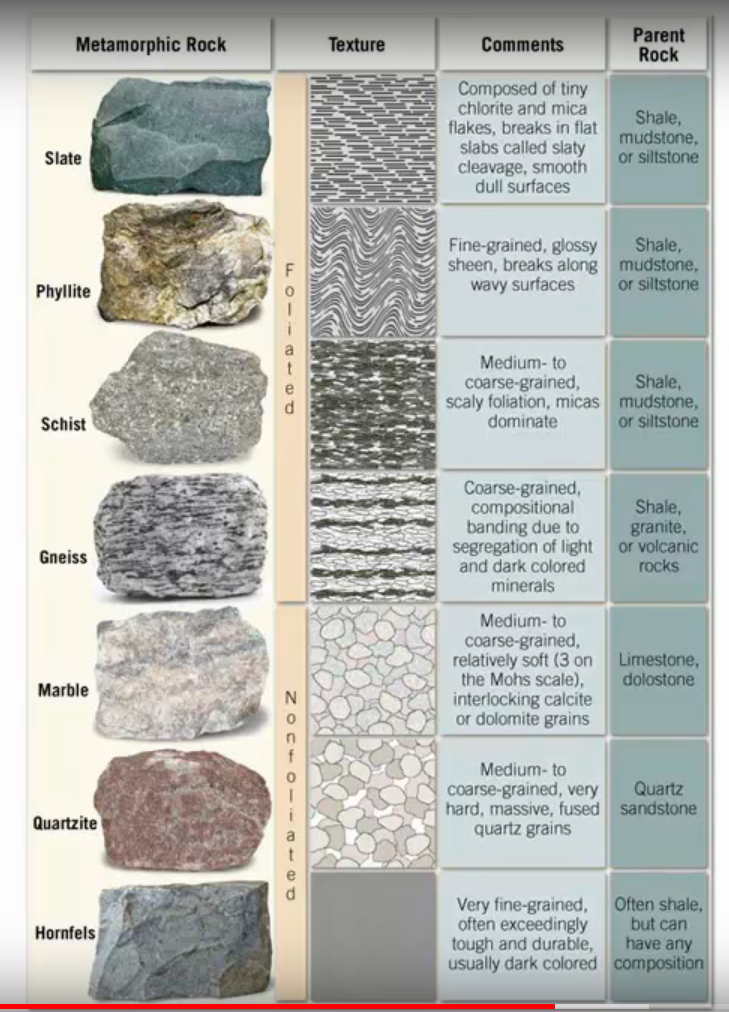 Metamorphic Rock
Texture
Comments
Parent
Rock
Slate
Composed of tiny
chlorite and mica
flakes, breaks in flat
slabs called slaty
cleavage, smooth
dull surfaces
Shale,
mudstone,
or siltstone
Foliated
Phyllite
Fine-grained, glossy
sheen, breaks along
wavy surfaces
Shale,
mudstone,
or siltstone
Schist
Medium- to
coarse-grained,
scaly foliation, micas
dominate
Shale,
mudstone,
or siltstone
Gneiss
Coarse-grained,
compositional
banding due to
segregation of light
and dark colored
minerals
Shale,
granite,
or volcanic
rocks
Marble
Medium- to
coarse-grained,
relatively soft (3 on
the Mohs scale),
interlocking calcite
or dolomite grains
Limestone,
dolostone
Nonfoliated
Quartzite
Medium- to
coarse-grained, very
hard, massive, fused
quartz grains
Quartz
sandstone
Hornfels
Very fine-grained,
often exceedingly
tough and durable,
usually dark colored
Often shale,
but can
have any
composition